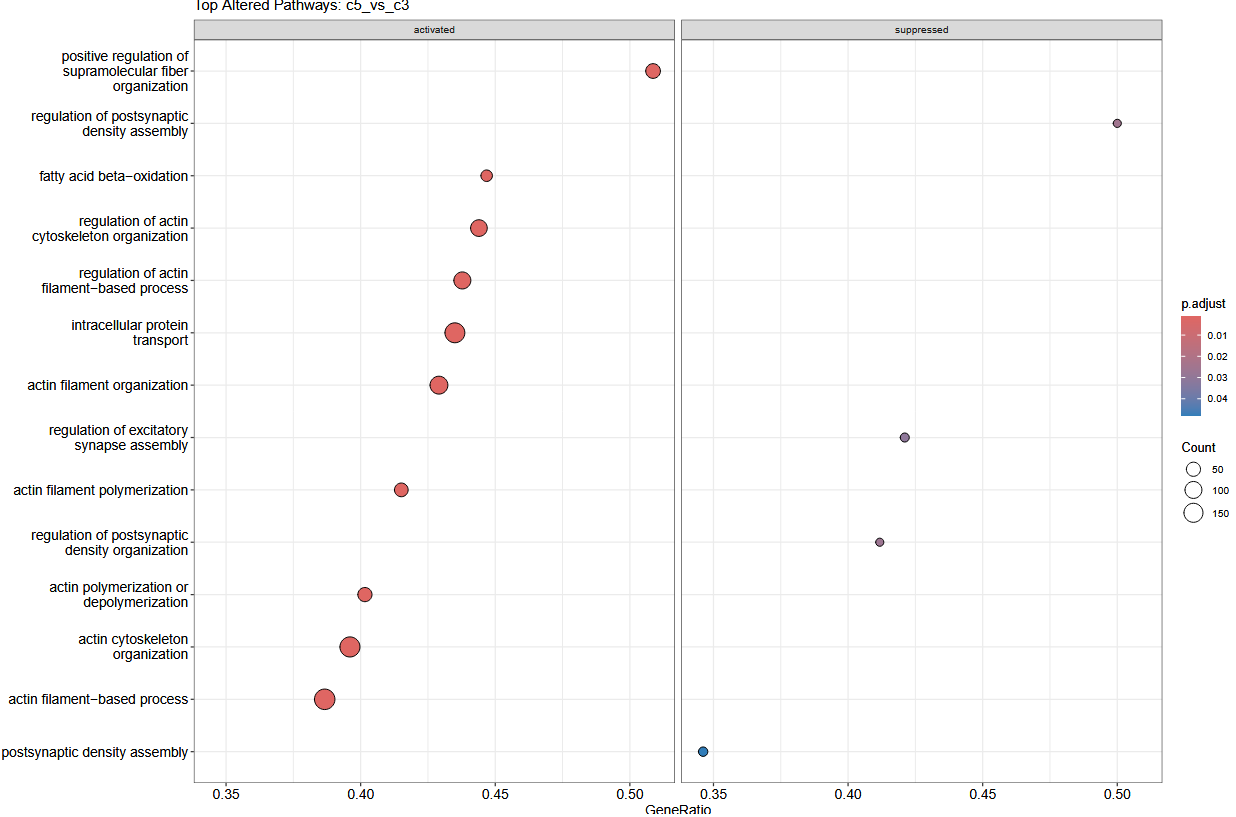 Top Altered Pathways: c5_vs_c3
activated
suppressed
positive regulation of
supramolecular fiber
organization
regulation of postsynaptic
density assembly
fatty acid beta−oxidation
regulation of actin
cytoskeleton organization
regulation of actin
filament−based process
intracellular protein
transport
actin filament organization
regulation of excitatory
synapse assembly
actin filament polymerization
regulation of postsynaptic
density organization
actin polymerization or
depolymerization
actin cytoskeleton
organization
actin filament−based process
postsynaptic density assembly
0.35
0.40
0.45
0.50
0.35
0.40
0.45
0.50
GeneRatio
p.adjust
0.01
0.02
0.03
0.04
Count
50
100
150